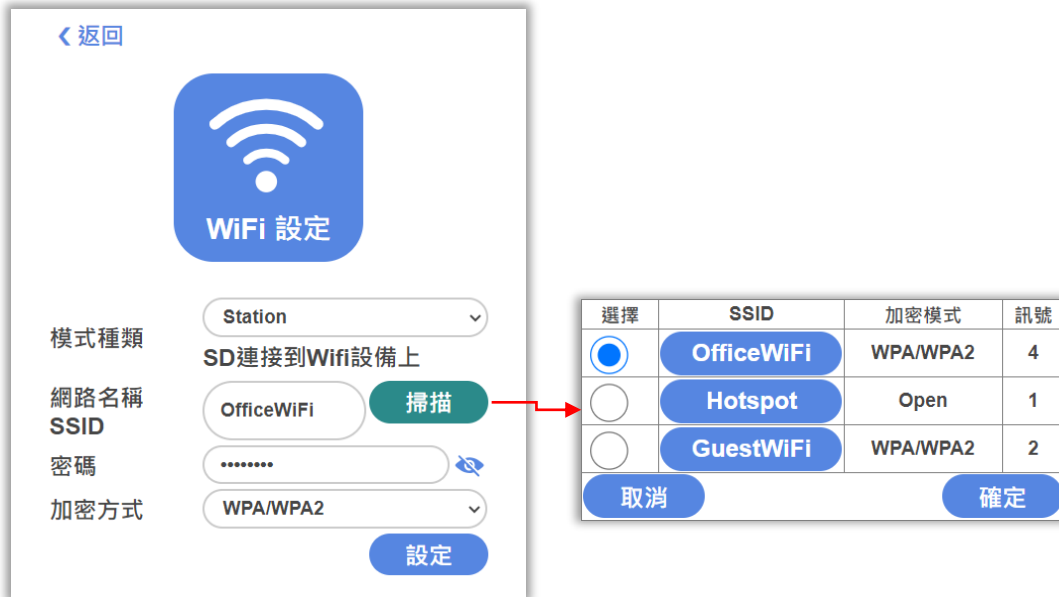 返回
WiFi 設定
模式種類
Station
SD連接到Wifi設備上
網路名稱
SSID
OfficeWiFi
掃描
密碼
••••••••
加密方式
WPA/WPA2
設定
選擇 SSID 加密模式 訊號
OfficeWiFi WPA/WPA2 4
Hotspot Open 1
GuestWiFi WPA/WPA2 2
取消 確定